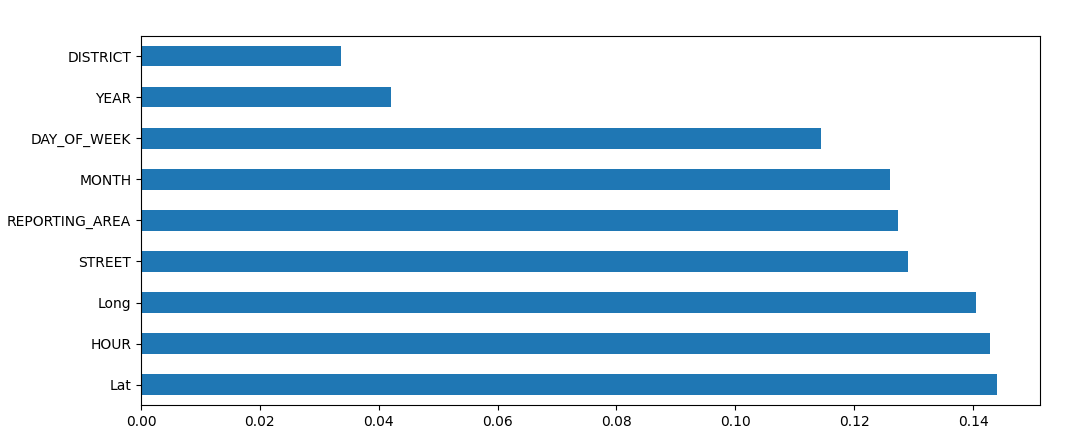 DISTRICT
YEAR
DAY_OF_WEEK
MONTH
REPORTING_AREA
STREET
Long
HOUR
Lat
0.00 0.02 0.04 0.06 0.08 0.10 0.12 0.14